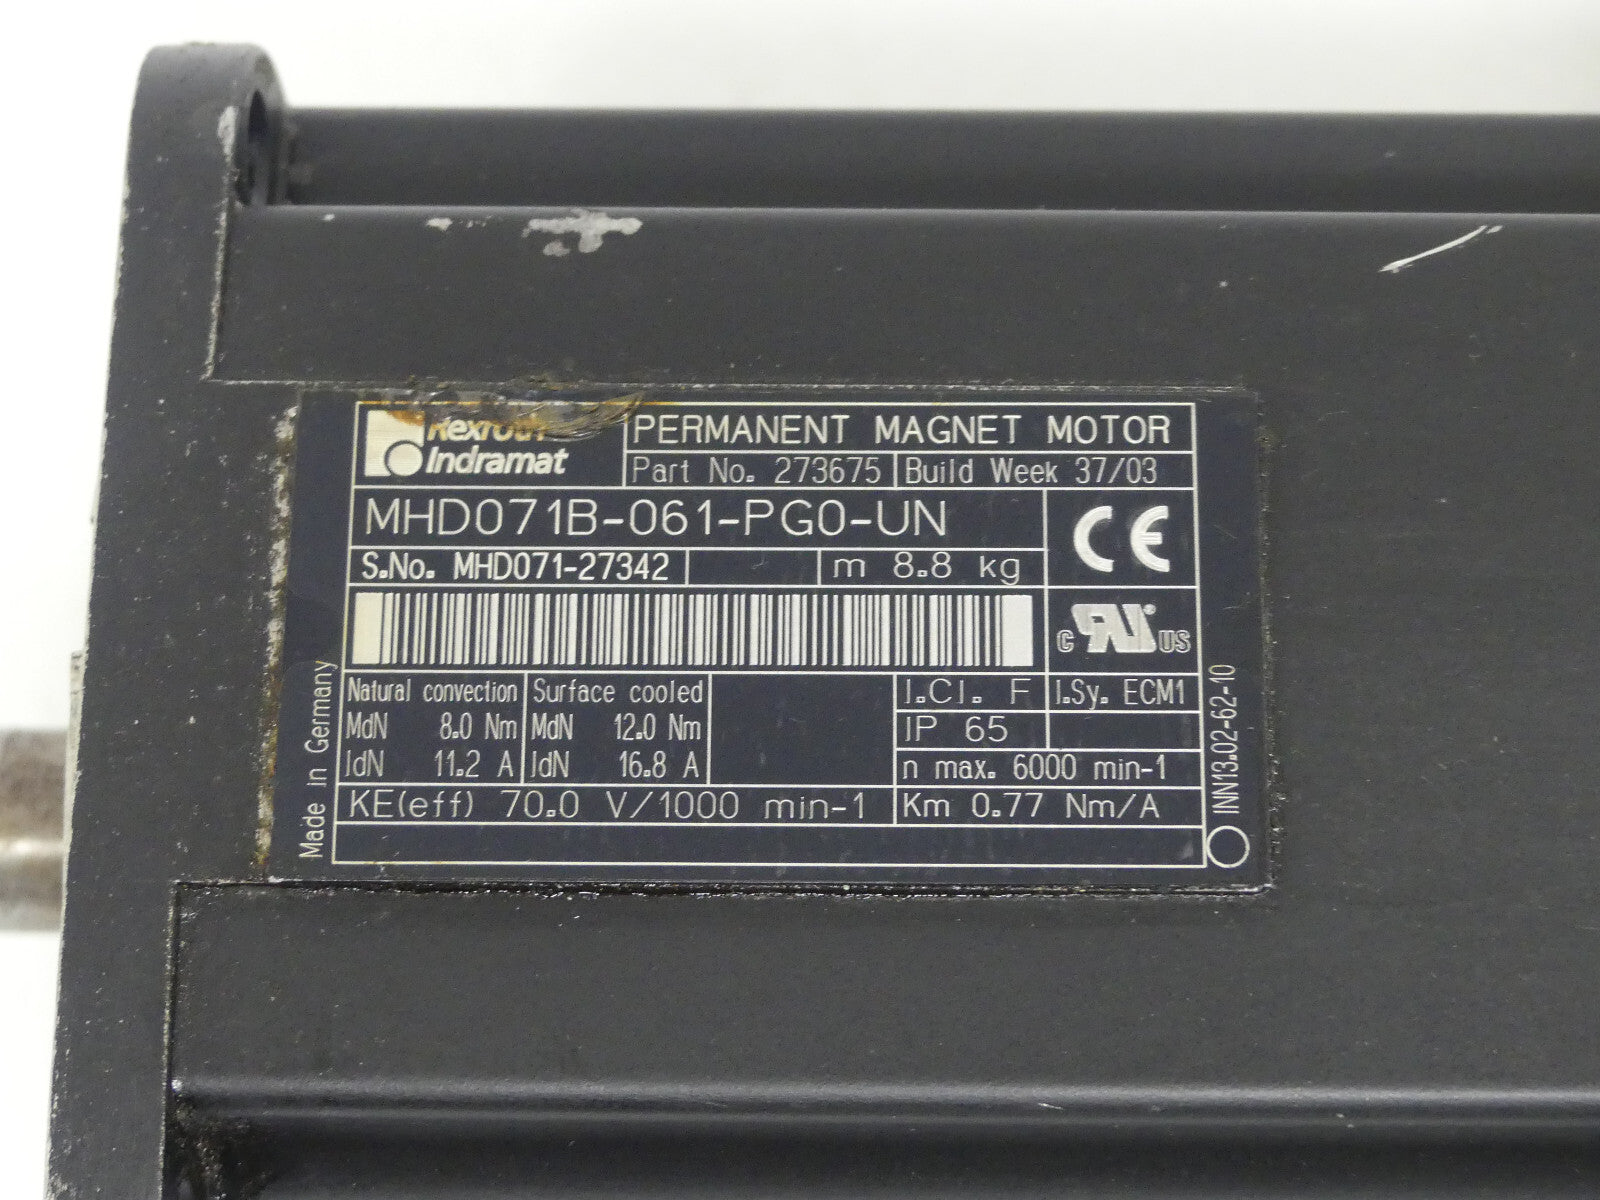 Rexroth
Indramat
PERMANENT MAGNET MOTOR
Part No. 273675 Build Week 37/03
MHD071B-061-PG0-UN
CE
S.No. MHD071-27342 m 8.8 kg
c RU US
Natural convection Surface cooled I.Cl. F I.Sy. ECM1
MdN 8.0 Nm MdN 12.0 Nm IP 65
IdN 11.2 A IdN 16.8 A n max. 6000 min-1
KE(eff) 70.0 V/1000 min-1 Km 0.77 Nm/A
Made in Germany
INN13.02-62-10